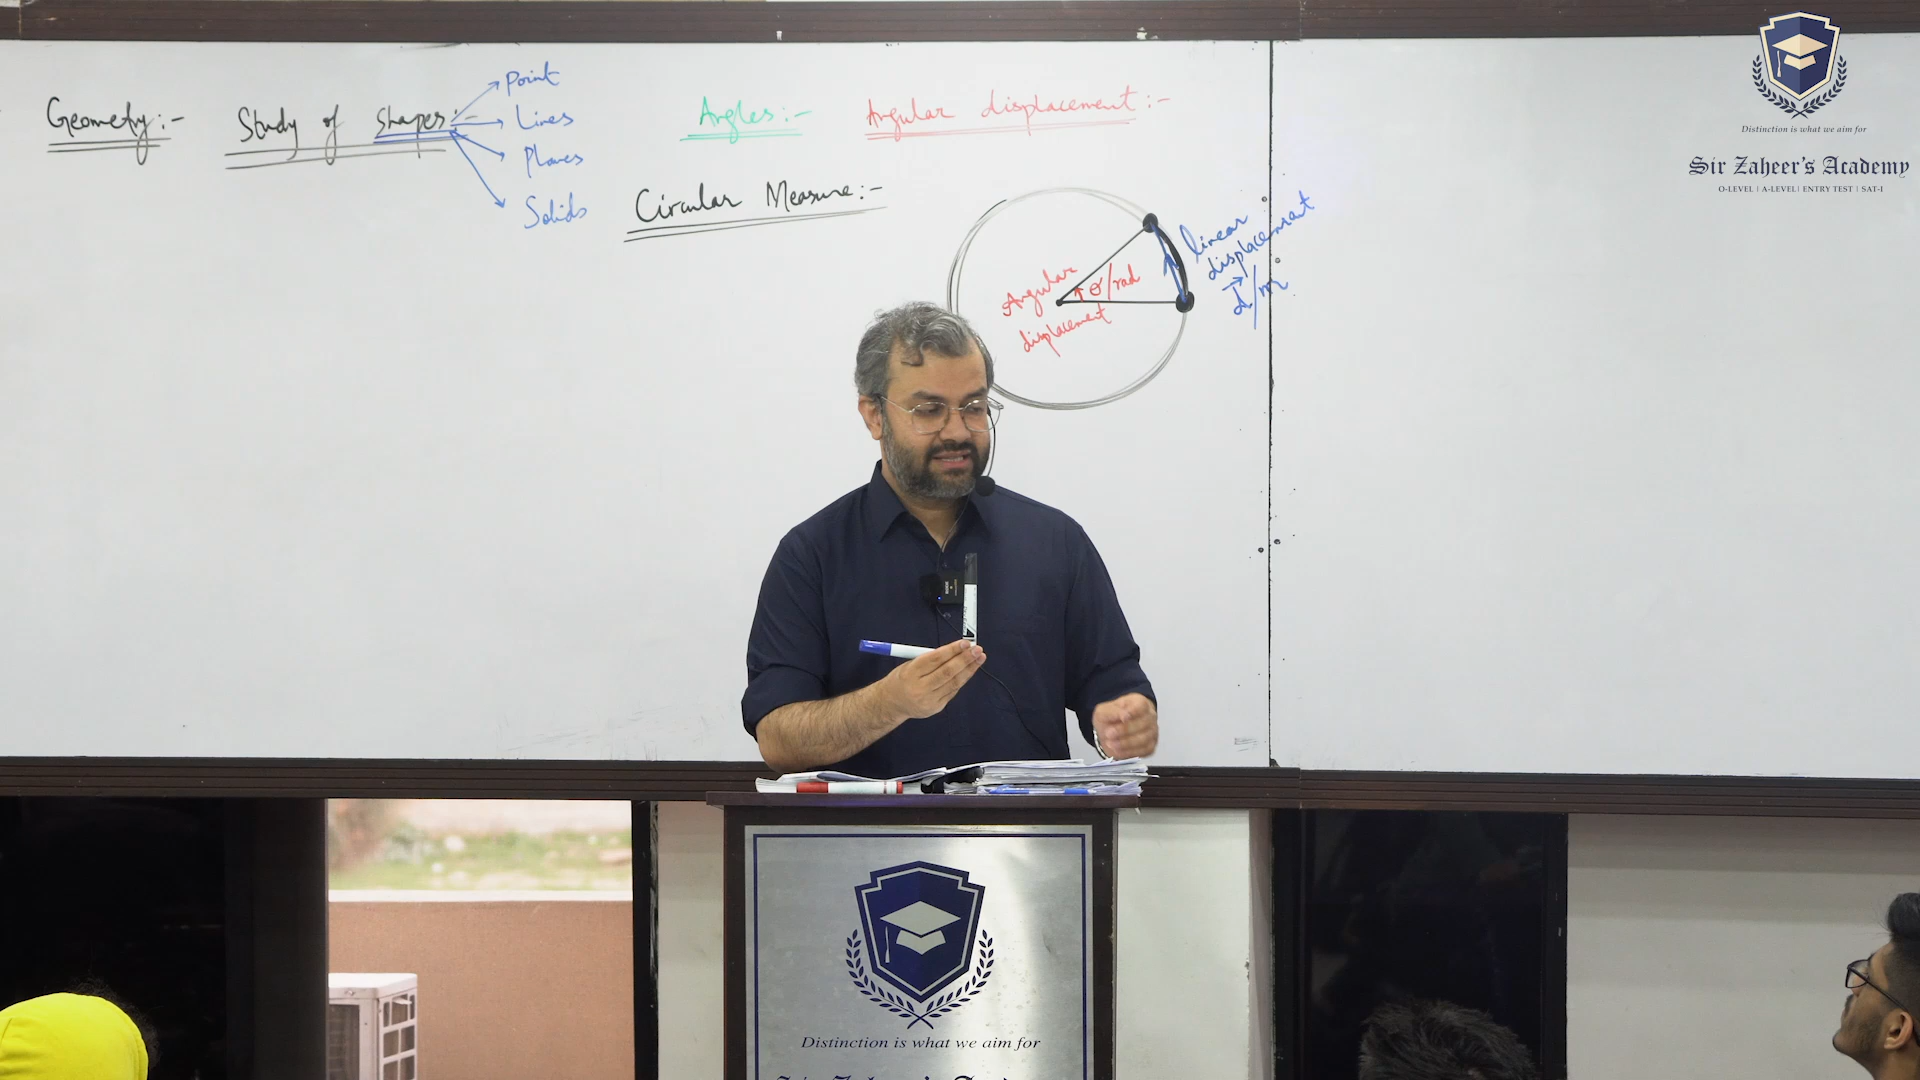 Geometry:- Study of Shapes:-
Point
Lines
Planes
Solids
Angles:- Angular displacement:-
Circular Measure:-
Angular
displacement
θ/rad
linear
displacement
d/m
Distinction is what we aim for
Sir Zaheer's Academy
O-LEVEL | A-LEVEL | ENTRY TEST | SAT-I
Distinction is what we aim for